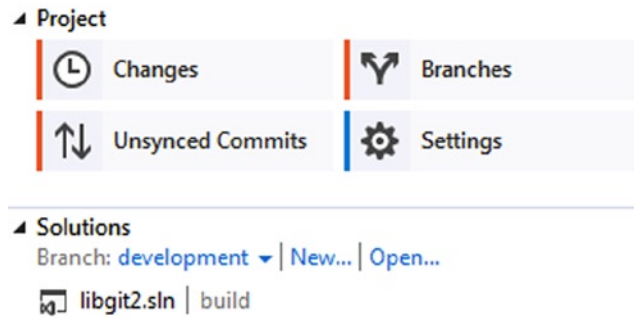 Project
Changes
Branches
Unsynced Commits
Settings
Solutions
Branch: development | New... | Open...
libgit2.sln | build